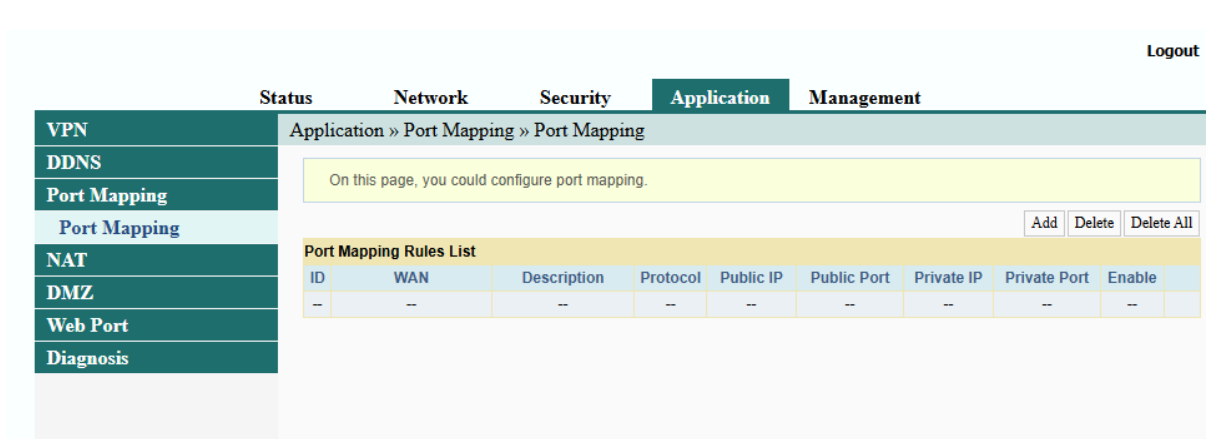 Logout
Status Network Security Application Management
VPN
DDNS
Port Mapping
Port Mapping
NAT
DMZ
Web Port
Diagnosis
Application » Port Mapping » Port Mapping
On this page, you could configure port mapping.
Add Delete Delete All
Port Mapping Rules List
ID WAN Description Protocol Public IP Public Port Private IP Private Port Enable
-- -- -- -- -- -- -- -- --